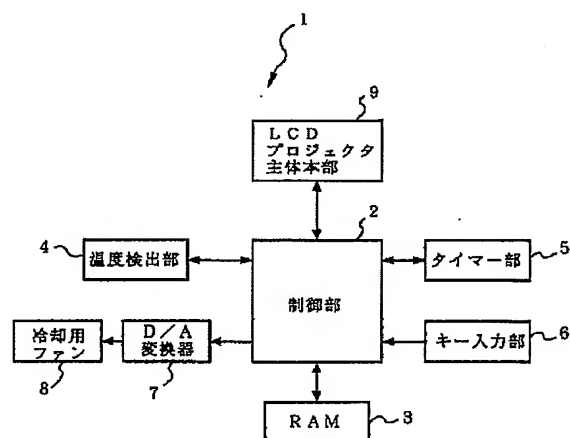 1
9
LCD
プロジェクタ
主体本部
2
4
温度検出部
制御部
タイマー部
5
冷却用
ファン
8
D/A
変換器
7
キー入力部
6
RAM
3